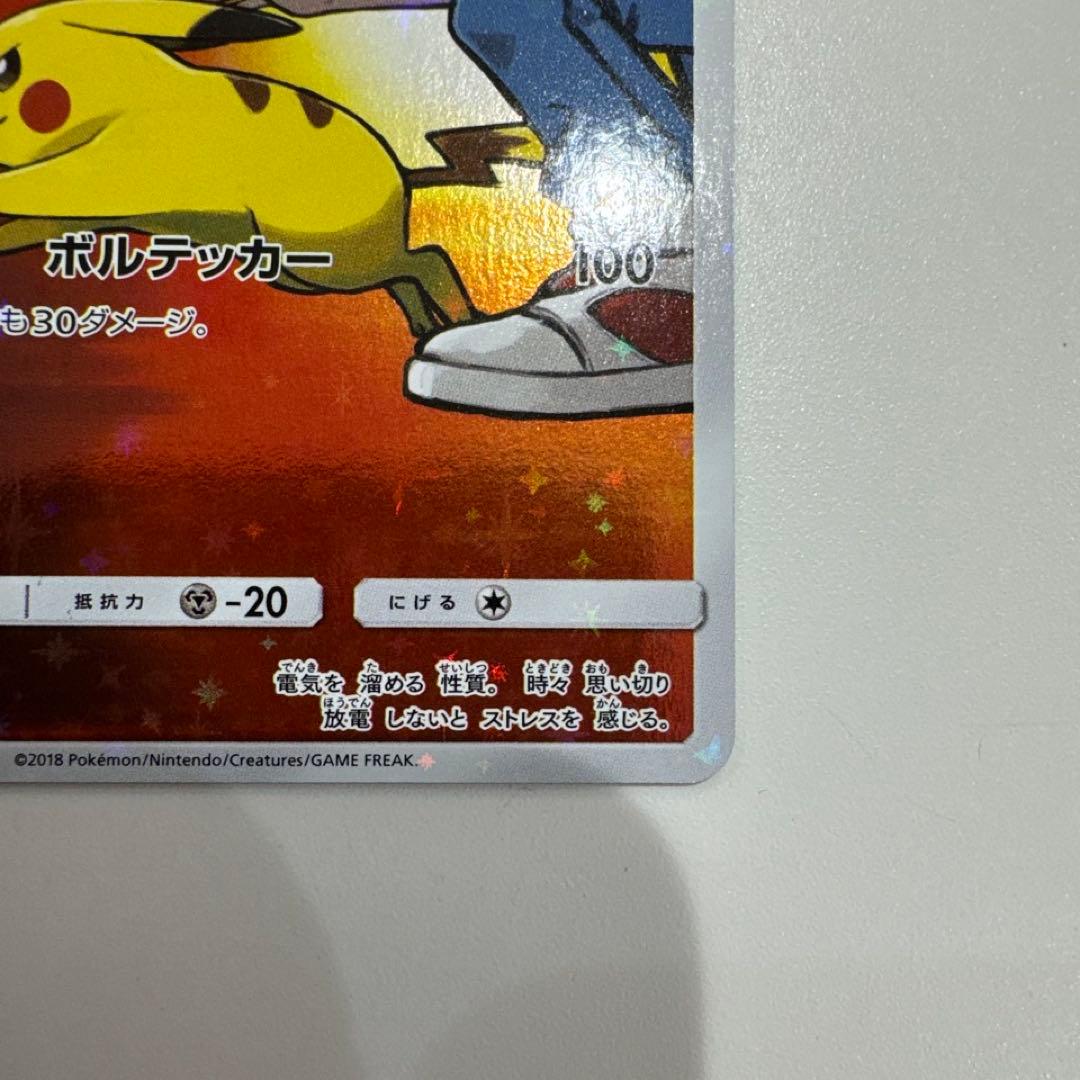 ボルテッカー 100
も30ダメージ。
抵抗力 -20 にげる
でんき た せいしつ ときどき おも き
電気を 溜める 性質。 時々 思い切り
ほうでん かん
放電 しないと ストレスを 感じる。
©2018 Pokémon/Nintendo/Creatures/GAME FREAK.